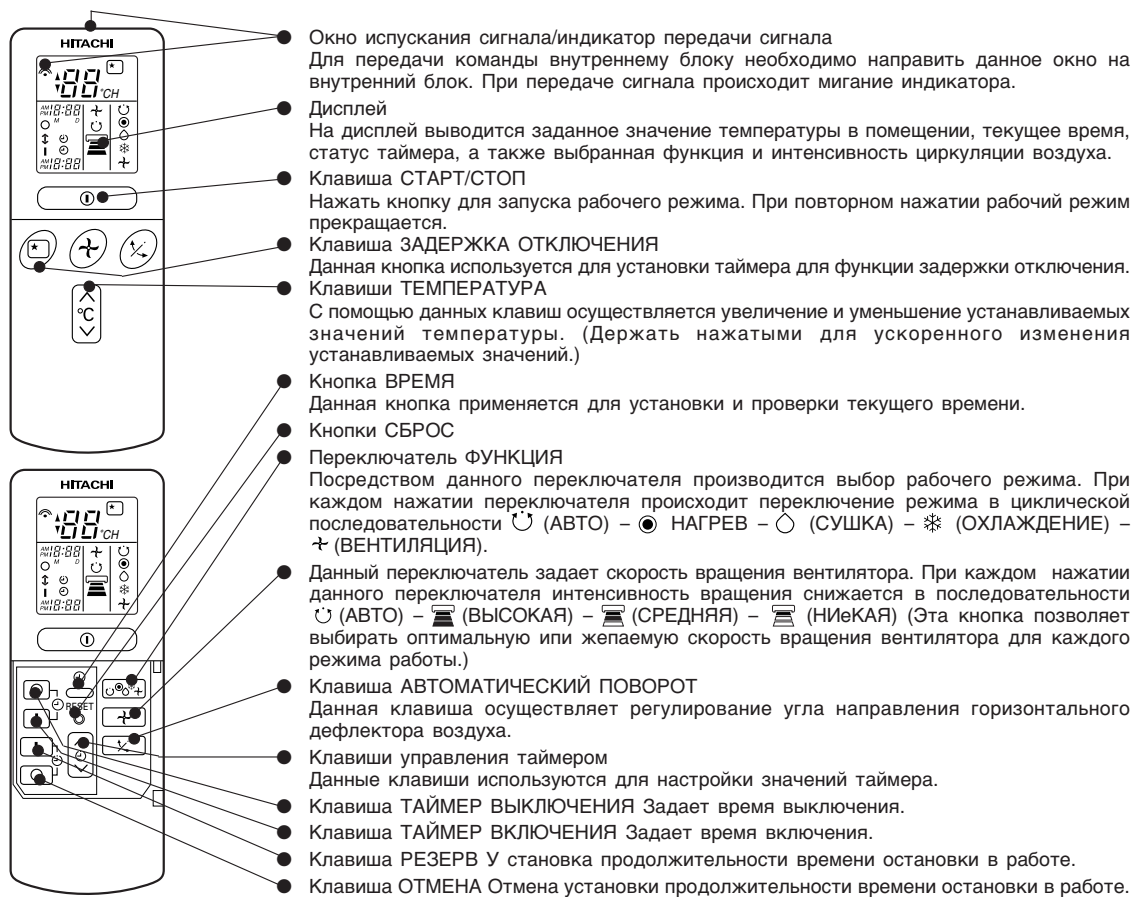 HITACHI
°CH
AM
PM
M D
AM
PM
°C
HITACHI
°CH
AM
PM
M D
AM
PM
RESET
Окно испускания сигнала/индикатор передачи сигнала
Для передачи команды внутреннему блоку необходимо направить данное окно на
внутренний блок. При передаче сигнала происходит мигание индикатора.
Дисплей
На дисплей выводится заданное значение температуры в помещении, текущее время,
статус таймера, а также выбранная функция и интенсивность циркуляции воздуха.
Клавиша СТАРТ/СТОП
Нажать кнопку для запуска рабочего режима. При повторном нажатии рабочий режим
прекращается.
Клавиша ЗАДЕРЖКА ОТКЛЮЧЕНИЯ
Данная кнопка используется для установки таймера для функции задержки отключения.
Клавиши ТЕМПЕРАТУРА
С помощью данных клавиш осуществляется увеличение и уменьшение устанавливаемых
значений температуры. (Держать нажатыми для ускоренного изменения
устанавливаемых значений.)
Кнопка ВРЕМЯ
Данная кнопка применяется для установки и проверки текущего времени.
Кнопки СБРОС
Переключатель ФУНКЦИЯ
Посредством данного переключателя производится выбор рабочего режима. При
каждом нажатии переключателя происходит переключение режима в циклической
последовательности (АВТО) – НАГРЕВ – (СУШКА) – (ОХЛАЖДЕНИЕ) –
(ВЕНТИЛЯЦИЯ).
Данный переключатель задает скорость вращения вентилятора. При каждом нажатии
данного переключателя интенсивность вращения снижается в последовательности
(АВТО) – (ВЫСОКАЯ) – (СРЕДНЯЯ) – (НИеКАЯ) (Эта кнопка позволяет
выбирать оптимальную ипи жепаемую скорость вращения вентилятора для каждого
режима работы.)
Клавиша АВТОМАТИЧЕСКИЙ ПОВОРОТ
Данная клавиша осуществляет регулирование угла направления горизонтального
дефлектора воздуха.
Клавиши управления таймером
Данные клавиши используются для настройки значений таймера.
Клавиша ТАЙМЕР ВЫКЛЮЧЕНИЯ Задает время выключения.
Клавиша ТАЙМЕР ВКЛЮЧЕНИЯ Задает время включения.
Клавиша РЕЗЕРВ У становка продолжительности времени остановки в работе.
Клавиша ОТМЕНА Отмена установки продолжительности времени остановки в работе.